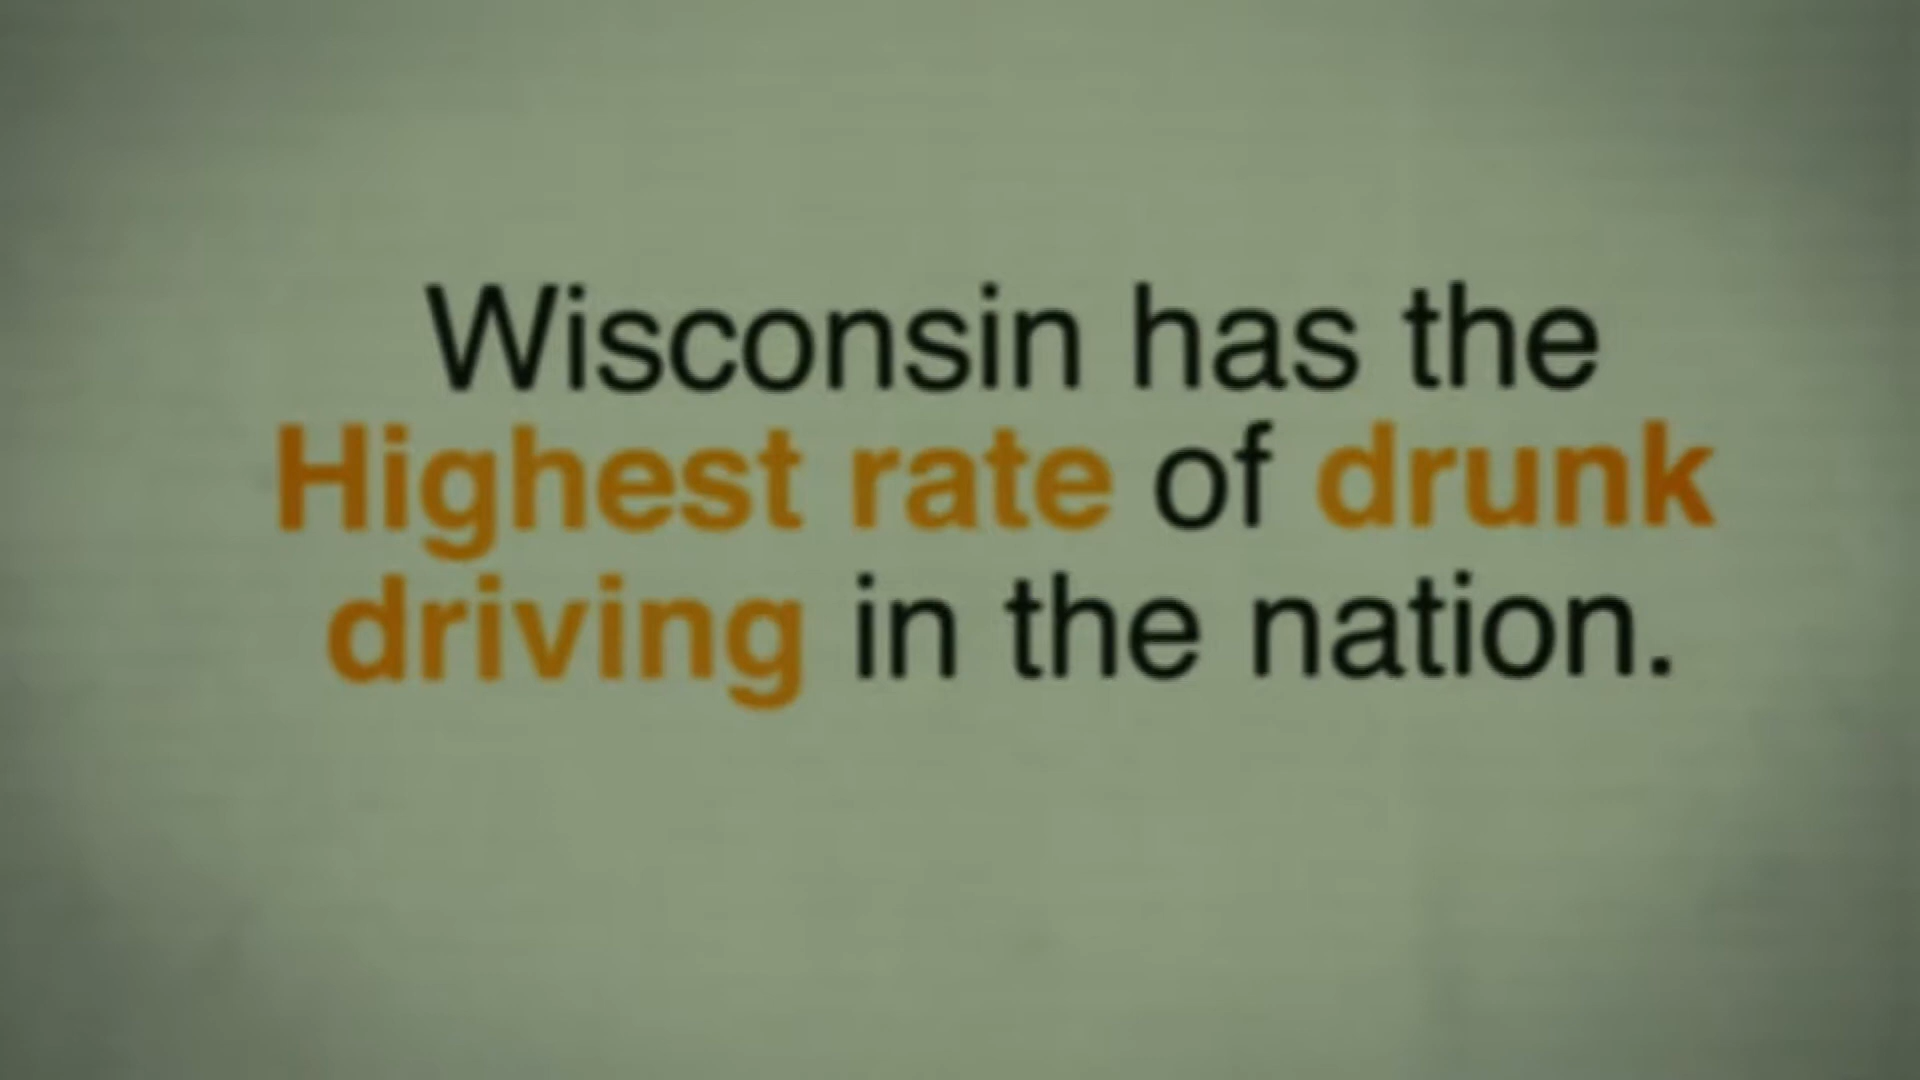 Wisconsin has the
Highest rate of drunk
driving in the nation.